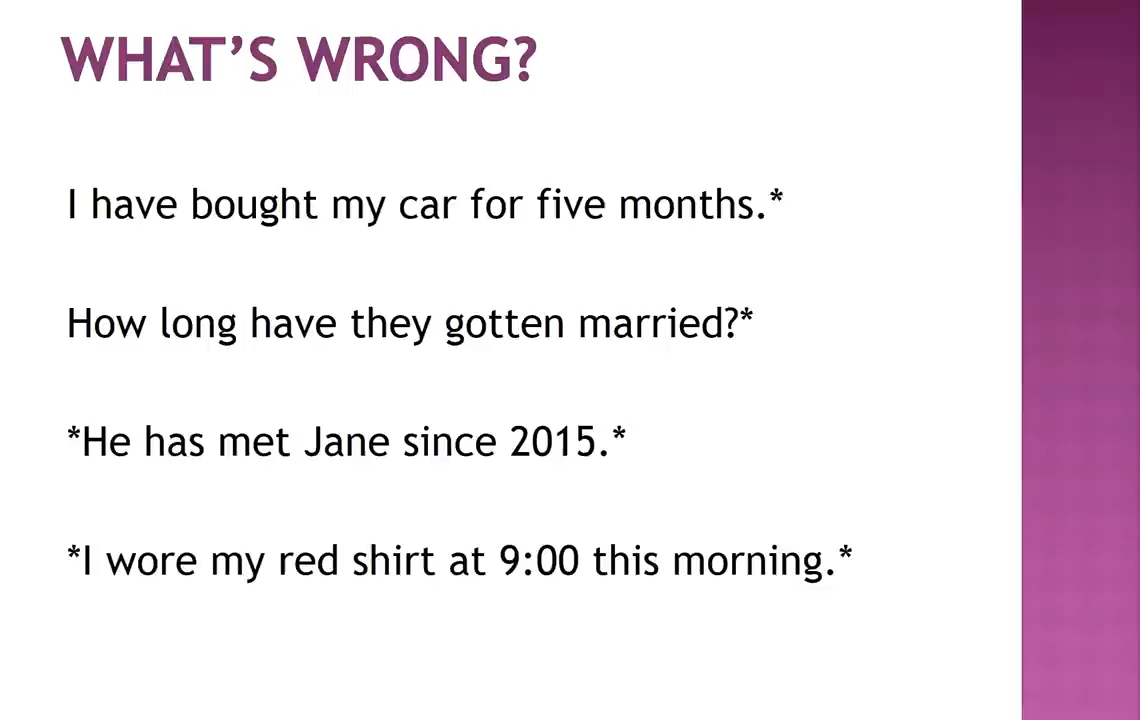 WHAT'S WRONG?
I have bought my car for five months.*
How long have they gotten married?*
*He has met Jane since 2015.*
*I wore my red shirt at 9:00 this morning.*